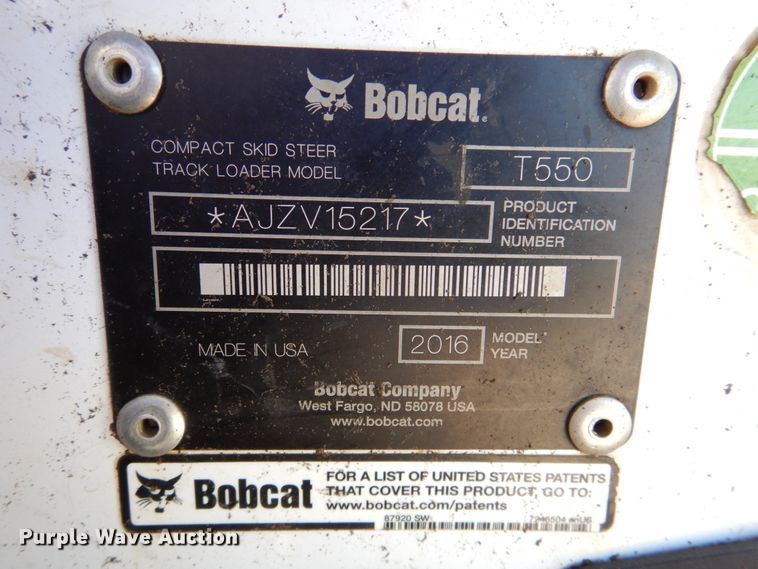 Bobcat®
COMPACT SKID STEER
TRACK LOADER MODEL
T550
*AJZV15217*
PRODUCT
IDENTIFICATION
NUMBER
MADE IN USA
2016
MODEL
YEAR
Bobcat Company
West Fargo, ND 58078 USA
www.bobcat.com
Bobcat
FOR A LIST OF UNITED STATES PATENTS
THAT COVER THIS PRODUCT, GO TO:
www.bobcat.com/patents
87920 SW
Purple Wave Auction